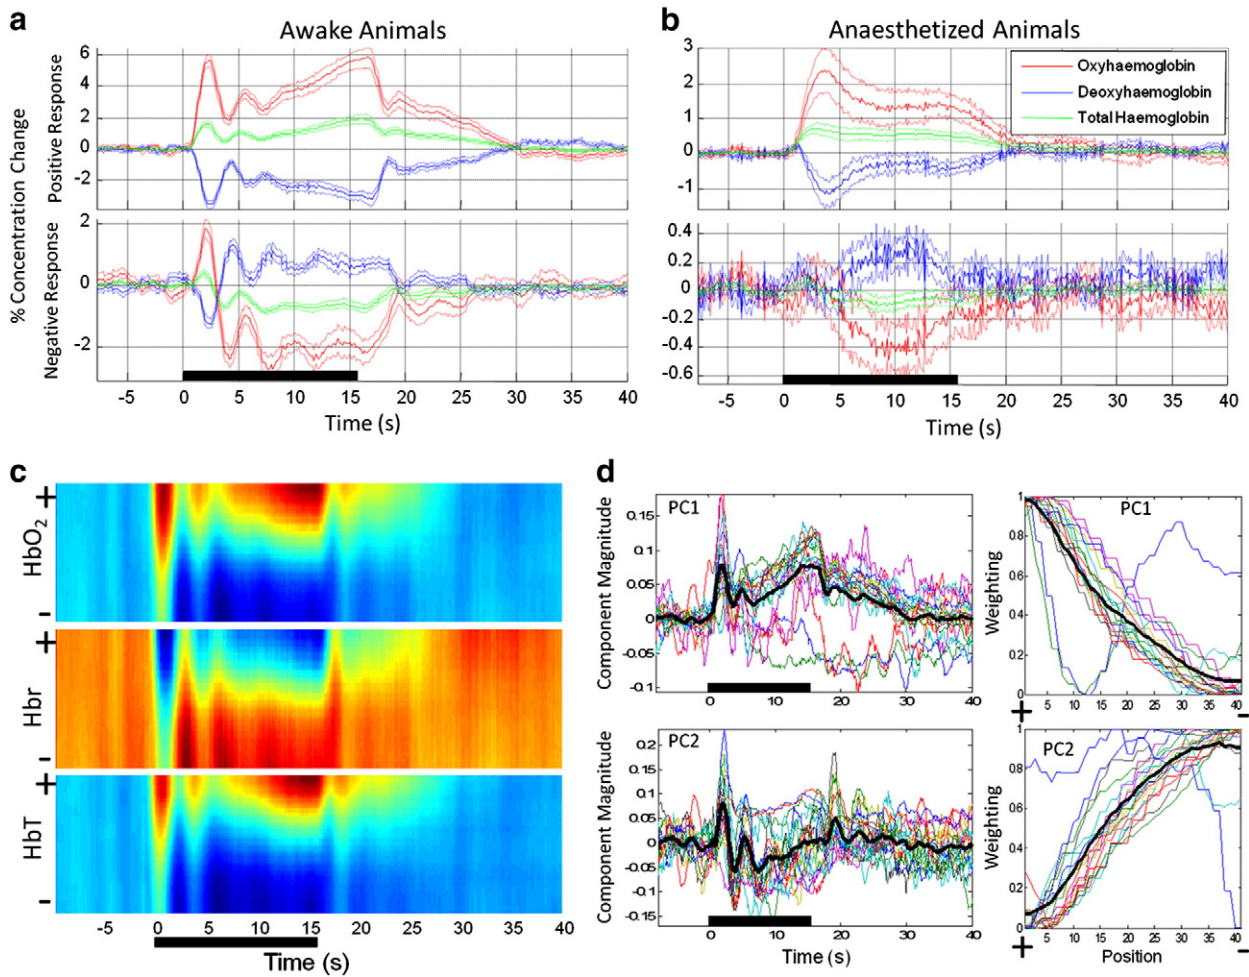 a
Awake Animals
% Concentration Change
Positive Response
6
4
2
0
-2
Negative Response
2
0
-2
-5 0 5 10 15 20 25 30 35 40
Time (s)
b
Anaesthetized Animals
Oxyhaemoglobin
Deoxyhaemoglobin
Total Haemoglobin
3
2
1
0
-1
0.4
0.2
0
-0.2
-0.4
-0.6
-5 0 5 10 15 20 25 30 35 40
Time (s)
c
+
HbO2
-
+
Hbr
-
+
HbT
-
-5 0 5 10 15 20 25 30 35 40
Time (s)
d
PC1
Component Magnitude
0.15
0.1
0.05
0
-0.05
-0.1
0 10 20 30 40
PC1
Weighting
1
0.8
0.6
0.4
0.2
0
1 5 10 15 20 25 30 35 41
+ -
PC2
Component Magnitude
0.2
0.15
0.1
0.05
0
-0.05
-0.1
-0.15
0 10 20 30 40
Time (s)
PC2
Weighting
1
0.8
0.6
0.4
0.2
0
5 10 15 20 25 30 35 40
+ Position -